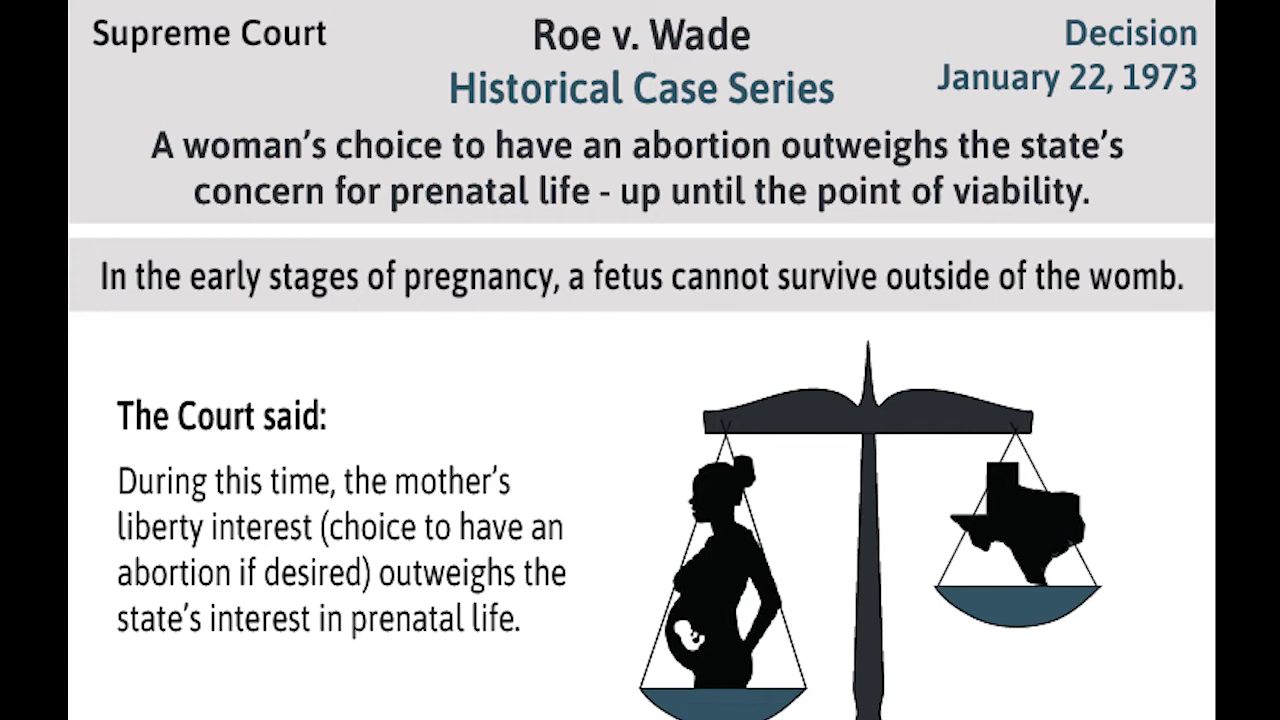 Supreme Court
Roe v. Wade
Decision
Historical Case Series
January 22, 1973
A woman's choice to have an abortion outweighs the state's
concern for prenatal life - up until the point of viability.
In the early stages of pregnancy, a fetus cannot survive outside of the womb.
The Court said:
During this time, the mother's
liberty interest (choice to have an
abortion if desired) outweighs the
state's interest in prenatal life.